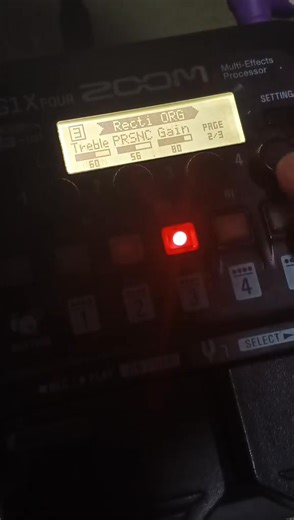 G1X FOUR ZOOM Multi-Effects
Processor
SETTING
3 Recti ORG
Treble PRSNC Gain PAGE
60 56 80 2/3
4
1 2 3 4
SELECT